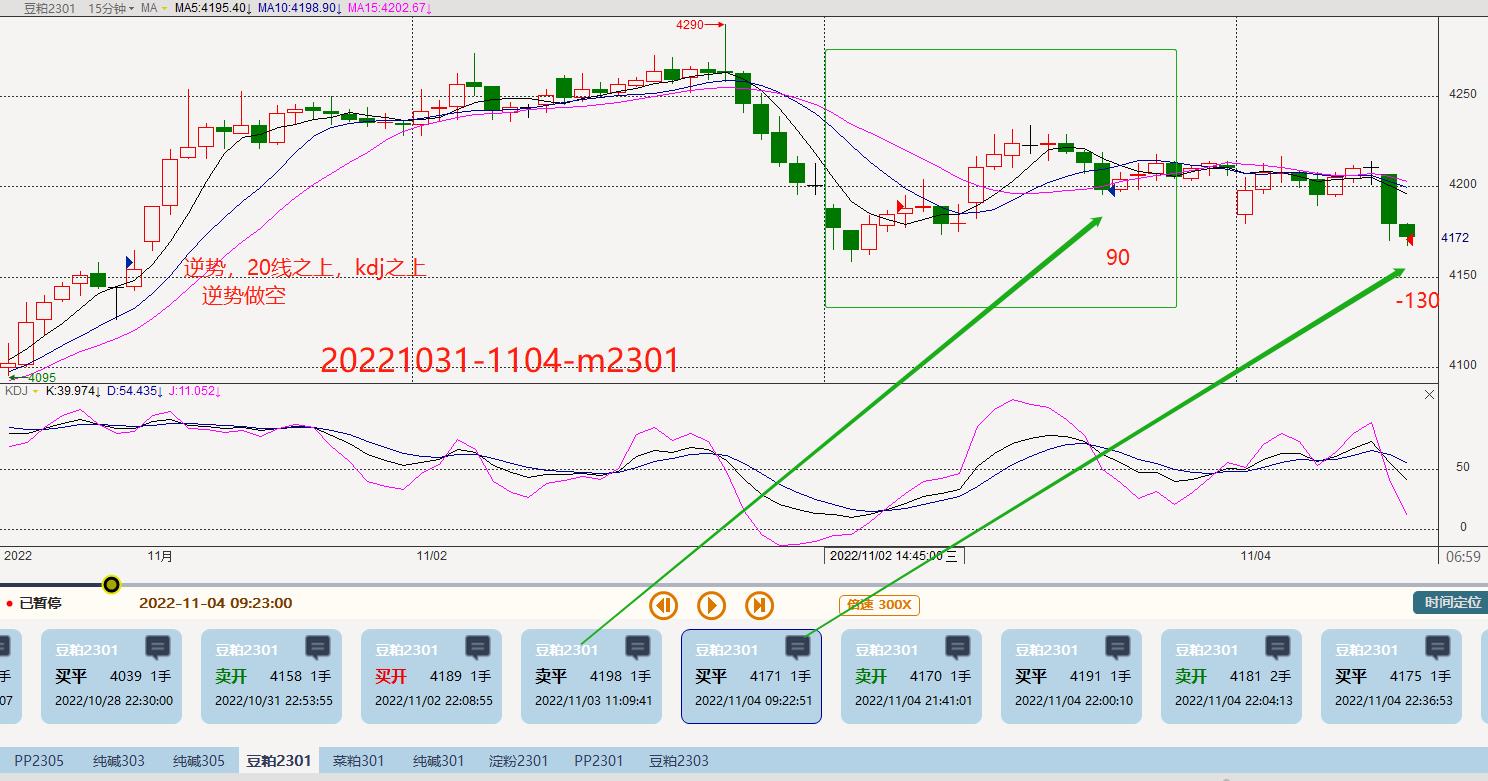 豆粕2301 15分钟 MA MA5:4195.40↓ MA10:4198.90↓ MA15:4202.67↓
4290
4250
4200
4172
90
逆势，20线之上，kdj之上
4150
逆势做空
-130
20221031-1104-m2301
4100
4095
KDJ K:39.974↓ D:54.435↓ J:11.052↓
50
0
2022 11月 11/02 2022/11/02 14:45:00 三 11/04 06:59
已暂停 2022-11-04 09:23:00 倍速 300X 时间定位
豆粕2301 豆粕2301 豆粕2301 豆粕2301 豆粕2301 豆粕2301 豆粕2301 豆粕2301 豆粕2301
手 买平 4039 1手 卖开 4158 1手 买开 4189 1手 卖平 4198 1手 买平 4171 1手 卖开 4170 1手 买平 4191 1手 卖开 4181 2手 买平 4175 1手
07 2022/10/28 22:30:00 2022/10/31 22:53:55 2022/11/02 22:08:55 2022/11/03 11:09:41 2022/11/04 09:22:51 2022/11/04 21:41:01 2022/11/04 22:00:10 2022/11/04 22:04:13 2022/11/04 22:36:53
PP2305 纯碱303 纯碱305 豆粕2301 菜粕301 纯碱301 淀粉2301 PP2301 豆粕2303